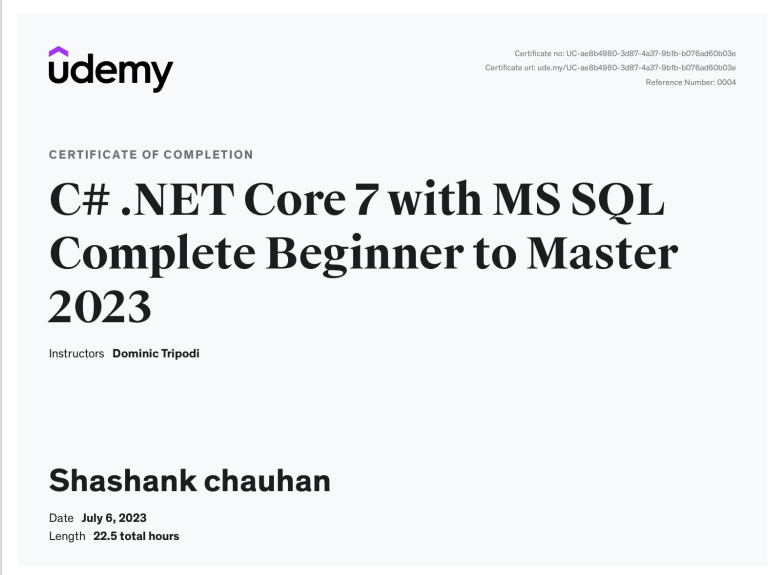 udemy
Certificate no: UC-ae8b4980-3d87-4a37-9b1b-b076ad60b03e
Certificate url: ude.my/UC-ae8b4980-3d87-4a37-9b1b-b076ad60b03e
Reference Number: 0004
CERTIFICATE OF COMPLETION
C# .NET Core 7 with MS SQL
Complete Beginner to Master
2023
Instructors Dominic Tripodi
Shashank chauhan
Date July 6, 2023
Length 22.5 total hours